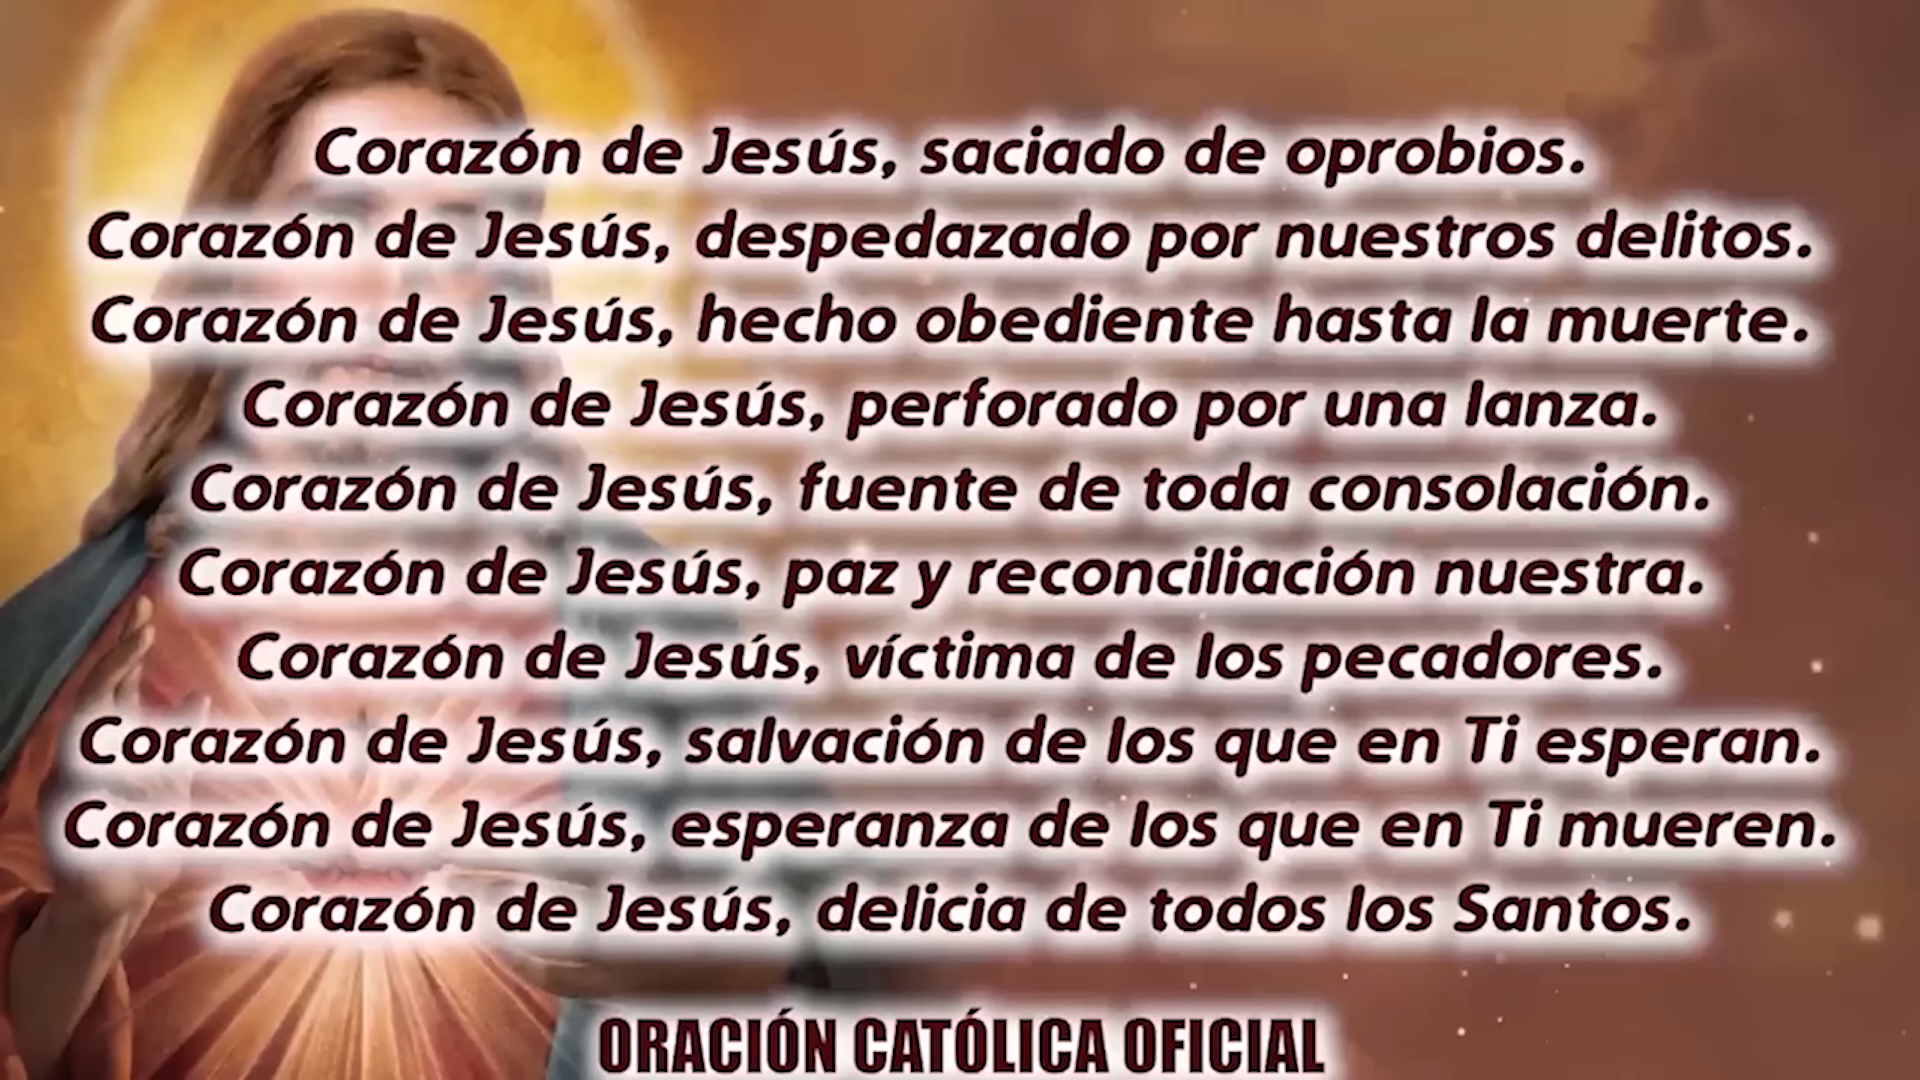 Corazón de Jesús, saciado de oprobios.
Corazón de Jesús, despedazado por nuestros delitos.
Corazón de Jesús, hecho obediente hasta la muerte.
Corazón de Jesús, perforado por una lanza.
Corazón de Jesús, fuente de toda consolación.
Corazón de Jesús, paz y reconciliación nuestra.
Corazón de Jesús, víctima de los pecadores.
Corazón de Jesús, salvación de los que en Ti esperan.
Corazón de Jesús, esperanza de los que en Ti mueren.
Corazón de Jesús, delicia de todos los Santos.
ORACIÓN CATÓLICA OFICIAL